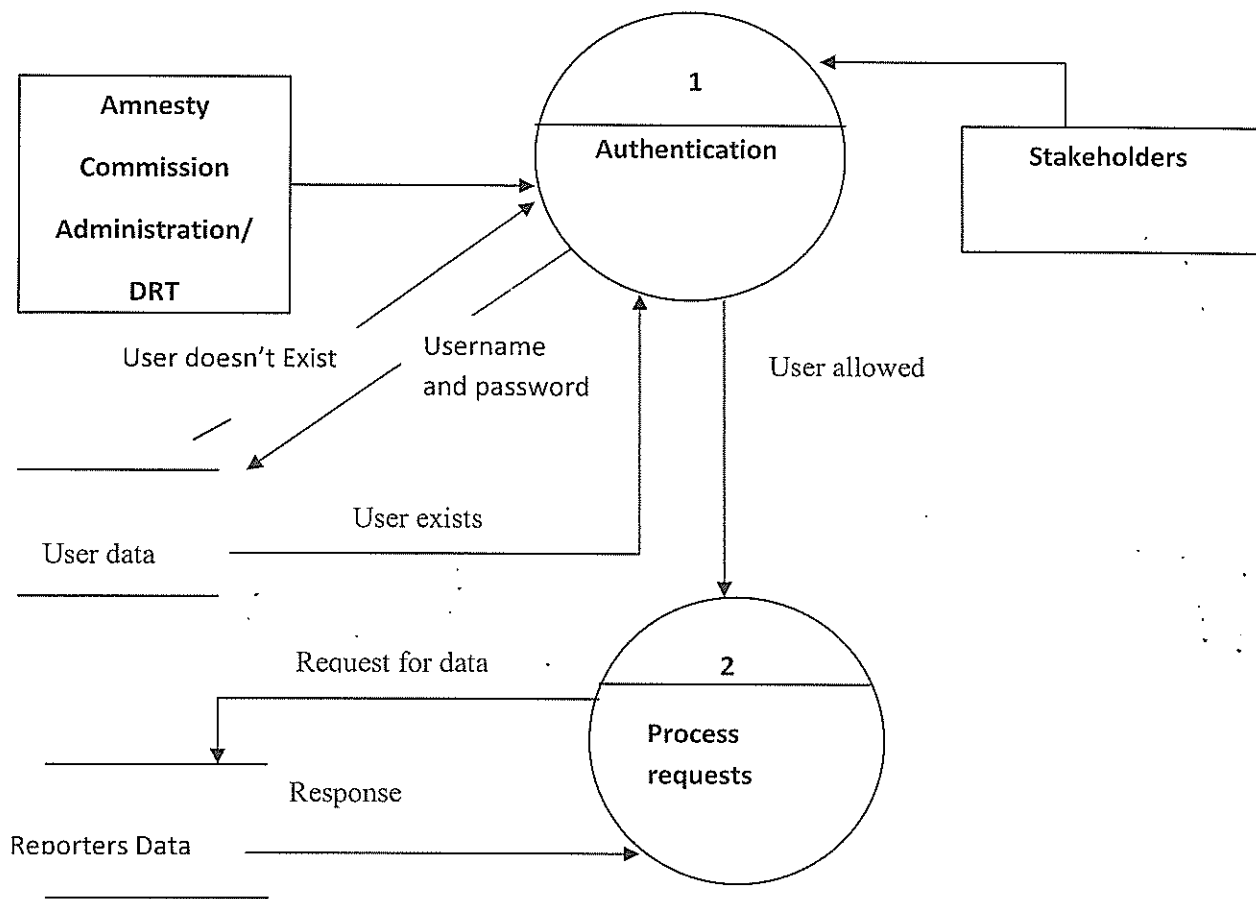 Amnesty
Commission
Administration/
DRT
1
Authentication
Stakeholders
User doesn't Exist
Username
and password
User allowed
User exists
User data
Request for data
2
Process
requests
Response
Reporters Data